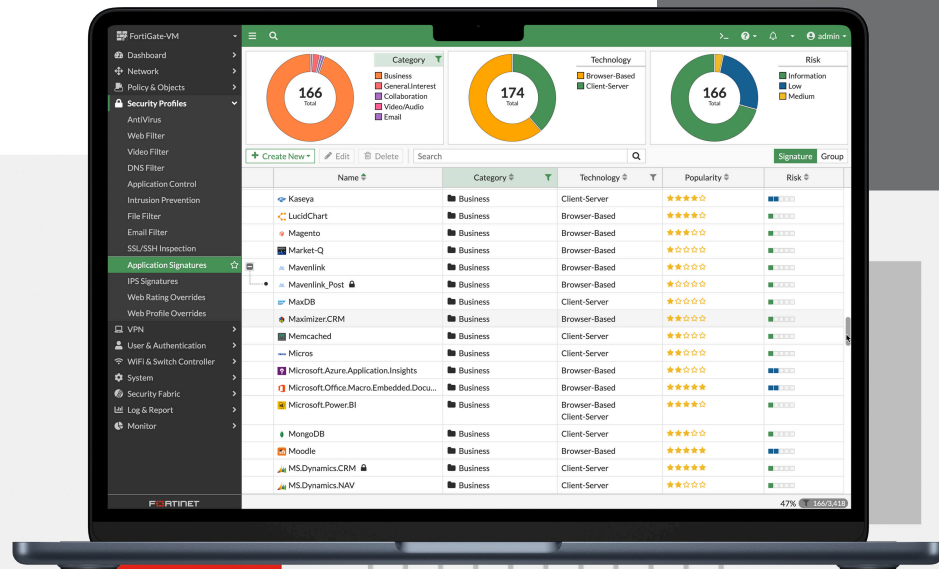 FortiGate-VM
admin
Dashboard
Network
Policy & Objects
Security Profiles
AntiVirus
Web Filter
Video Filter
DNS Filter
Application Control
Intrusion Prevention
File Filter
Email Filter
SSL/SSH Inspection
Application Signatures
IPS Signatures
Web Rating Overrides
Web Profile Overrides
VPN
User & Authentication
WiFi & Switch Controller
System
Security Fabric
Log & Report
Monitor
FORTINET
166
Total
Category
Business
General.Interest
Collaboration
Video/Audio
Email
174
Total
Technology
Browser-Based
Client-Server
166
Total
Risk
Information
Low
Medium
+ Create New Edit Delete Search Signature Group
Name Category Technology Popularity Risk
Kaseya Business Client-Server
LucidChart Business Browser-Based
Magento Business Browser-Based
Market-Q Business Browser-Based
Mavenlink Business Browser-Based
Mavenlink_Post Business Browser-Based
MaxDB Business Client-Server
Maximizer.CRM Business Browser-Based
Memcached Business Client-Server
Micros Business Client-Server
Microsoft.Azure.Application.Insights Business Browser-Based
Microsoft.Office.Macro.Embedded.Docu... Business Browser-Based
Microsoft.Power.BI Business Browser-Based
Client-Server
MongoDB Business Client-Server
Moodle Business Browser-Based
MS.Dynamics.CRM Business Client-Server
MS.Dynamics.NAV Business Client-Server
47% 166/3,418